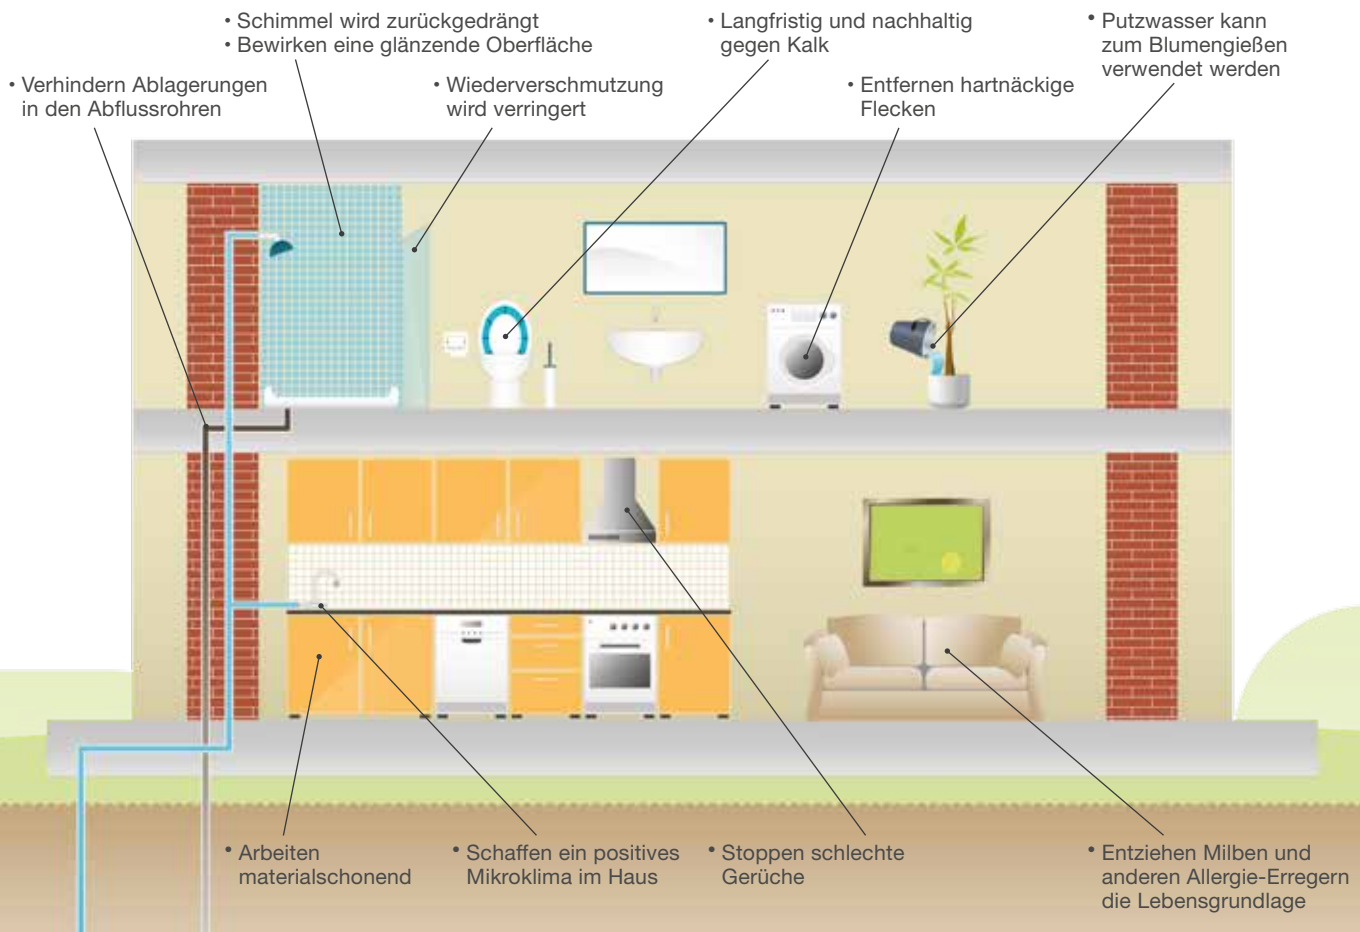 • Schimmel wird zurückgedrängt
• Bewirken eine glänzende Oberfläche
• Langfristig und nachhaltig
gegen Kalk
• Putzwasser kann
zum Blumengießen
verwendet werden
• Verhindern Ablagerungen
in den Abflussrohren
• Wiederverschmutzung
wird verringert
• Entfernen hartnäckige
Flecken
• Arbeiten
materialschonend
• Schaffen ein positives
Mikroklima im Haus
• Stoppen schlechte
Gerüche
• Entziehen Milben und
anderen Allergie-Erregern
die Lebensgrundlage